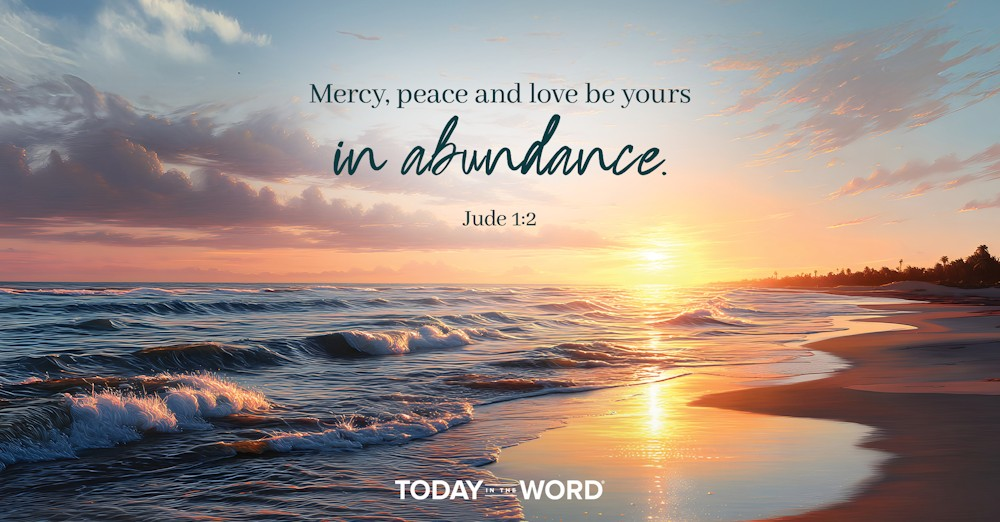 Mercy, peace and love be yours
in abundance.
Jude 1:2
TODAY IN THE WORD®